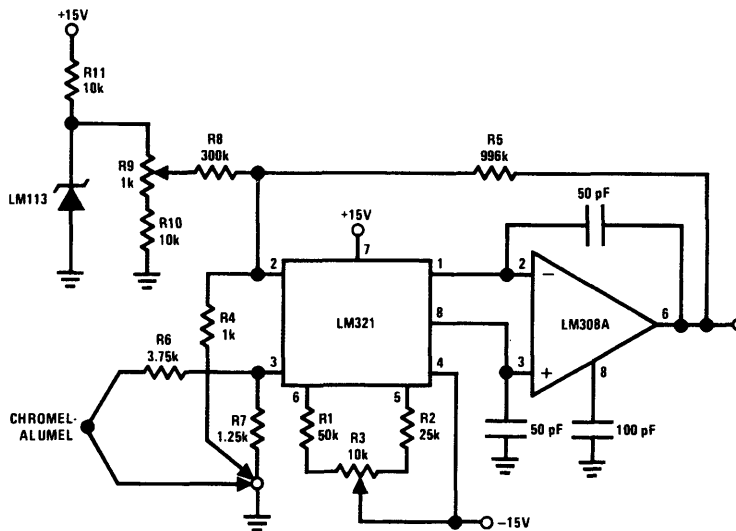 +15V
R11
10k
R9
1k
R8
300k
R5
996k
LM113
R10
10k
50 pF
+15V
7
2
1
2
−
LM321
LM308A
6
R4
1k
8
R6
3.75k
3
4
3
+
8
6
5
CHROMEL-
ALUMEL
R7
1.25k
R1
50k
R3
10k
R2
25k
50 pF
100 pF
−15V